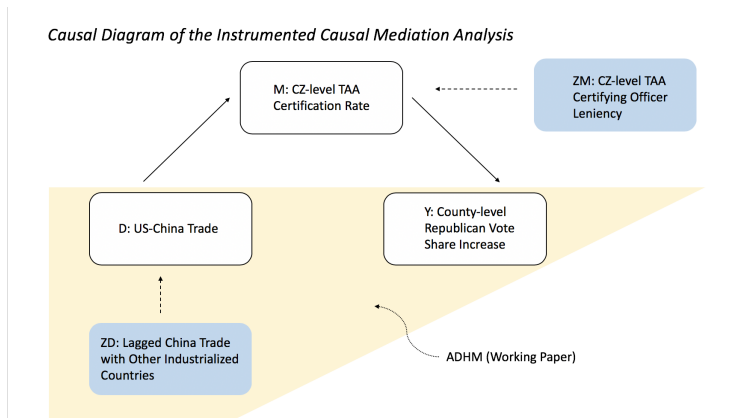 Causal Diagram of the Instrumented Causal Mediation Analysis
M: CZ-level TAA
Certification Rate
ZM: CZ-level TAA
Certifying Officer
Leniency
D: US-China Trade
Y: County-level
Republican Vote
Share Increase
ZD: Lagged China Trade
with Other Industrialized
Countries
ADHM (Working Paper)